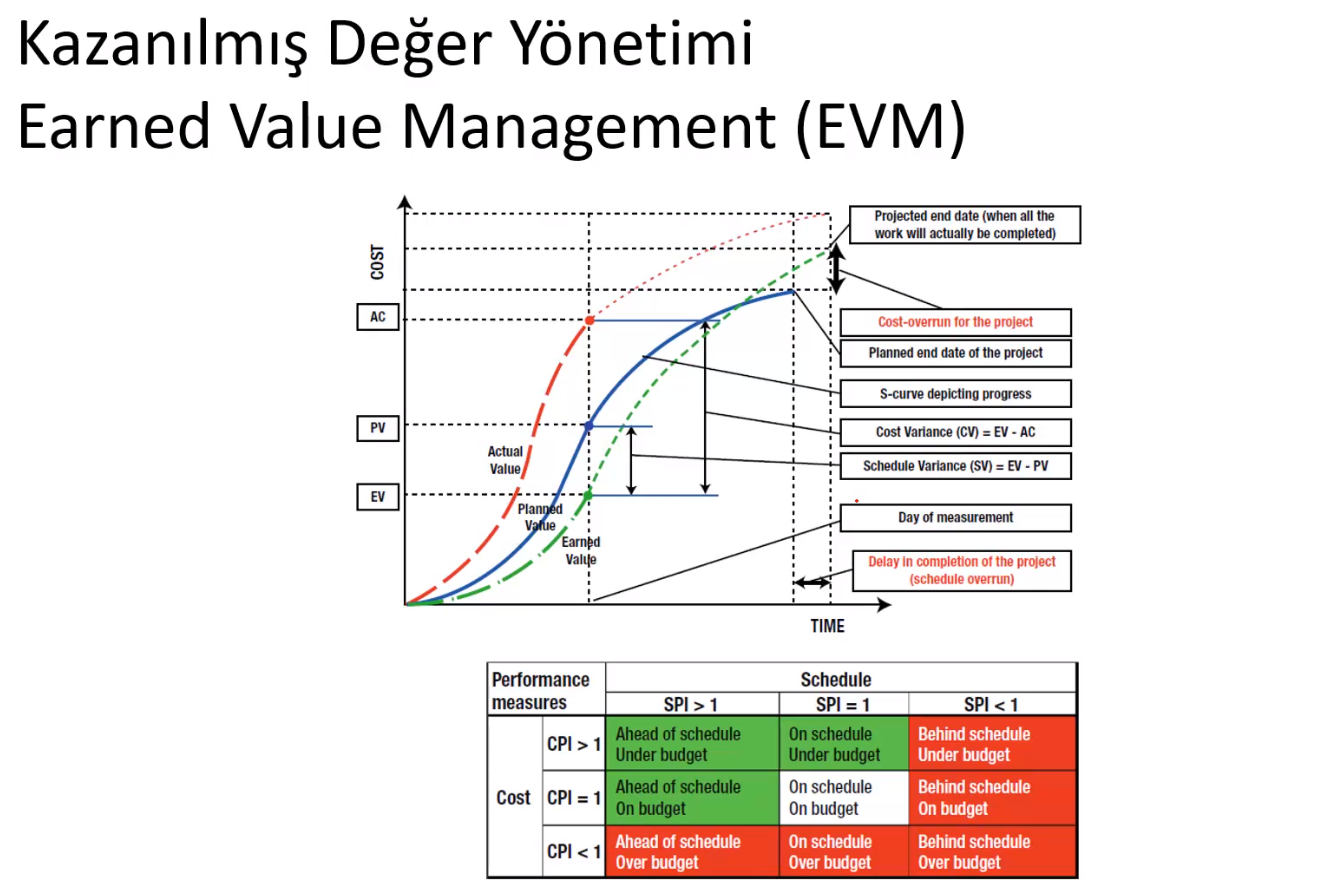 Kazanılmış Değer Yönetimi
Earned Value Management (EVM)
COST
AC
PV
EV
Actual
Value
Planned
Value
Earned
Value
Projected end date (when all the
work will actually be completed)
Cost-overrun for the project
Planned end date of the project
S-curve depicting progress
Cost Variance (CV) = EV - AC
Schedule Variance (SV) = EV - PV
Day of measurement
Delay in completion of the project
(schedule overrun)
TIME
Performance
measures
Schedule
SPI > 1
SPI = 1
SPI < 1
Cost
CPI > 1
Ahead of schedule
Under budget
On schedule
Under budget
Behind schedule
Under budget
CPI = 1
Ahead of schedule
On budget
On schedule
On budget
Behind schedule
On budget
CPI < 1
Ahead of schedule
Over budget
On schedule
Over budget
Behind schedule
Over budget